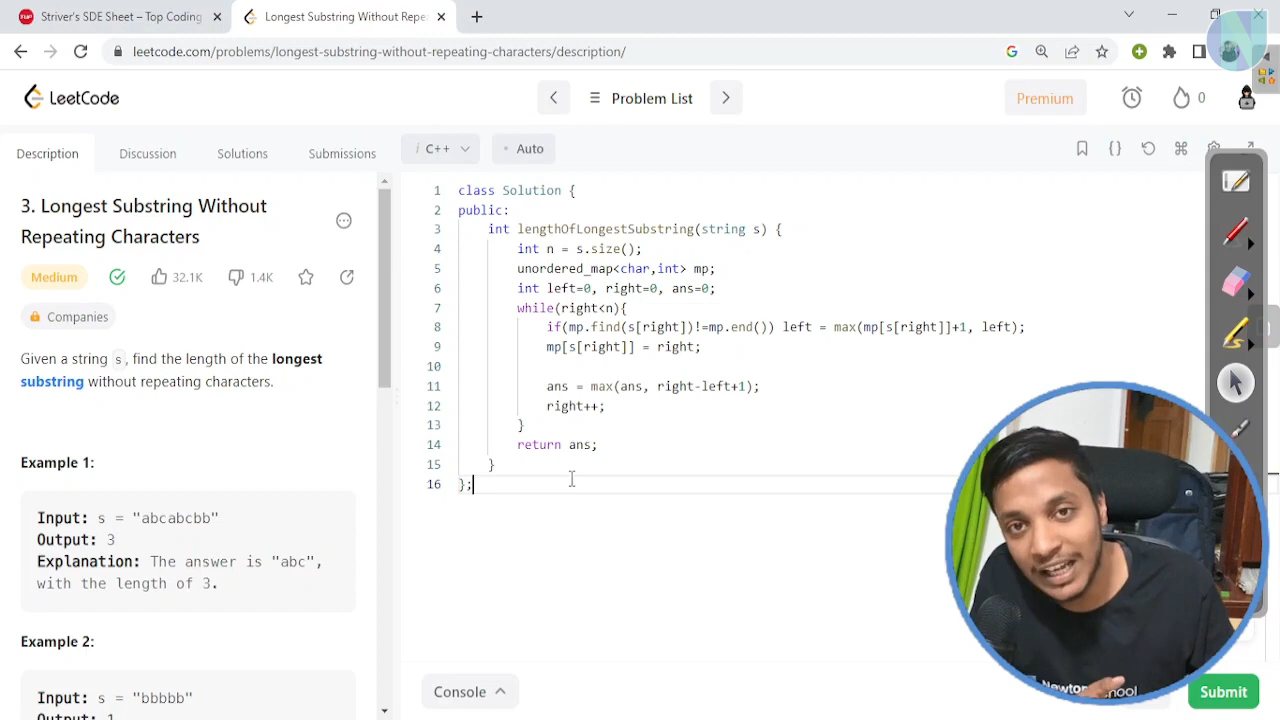 Striver's SDE Sheet – Top Coding
Longest Substring Without Repe
leetcode.com/problems/longest-substring-without-repeating-characters/description/
LeetCode
Problem List
Premium
0
Description
Discussion
Solutions
Submissions
i C++
Auto
3. Longest Substring Without
Repeating Characters
Medium
32.1K
1.4K
Companies
Given a string s, find the length of the longest
substring without repeating characters.
Example 1:
Input: s = "abcabcbb"
Output: 3
Explanation: The answer is "abc",
with the length of 3.
Example 2:
Input: s = "bbbbb"
Output: 1
1 class Solution {
2 public:
3 int lengthOfLongestSubstring(string s) {
4 int n = s.size();
5 unordered_map<char,int> mp;
6 int left=0, right=0, ans=0;
7 while(right<n){
8 if(mp.find(s[right])!=mp.end()) left = max(mp[s[right]]+1, left);
9 mp[s[right]] = right;
10
11 ans = max(ans, right-left+1);
12 right++;
13 }
14 return ans;
15 }
16 };
Console
Submit
Newton School